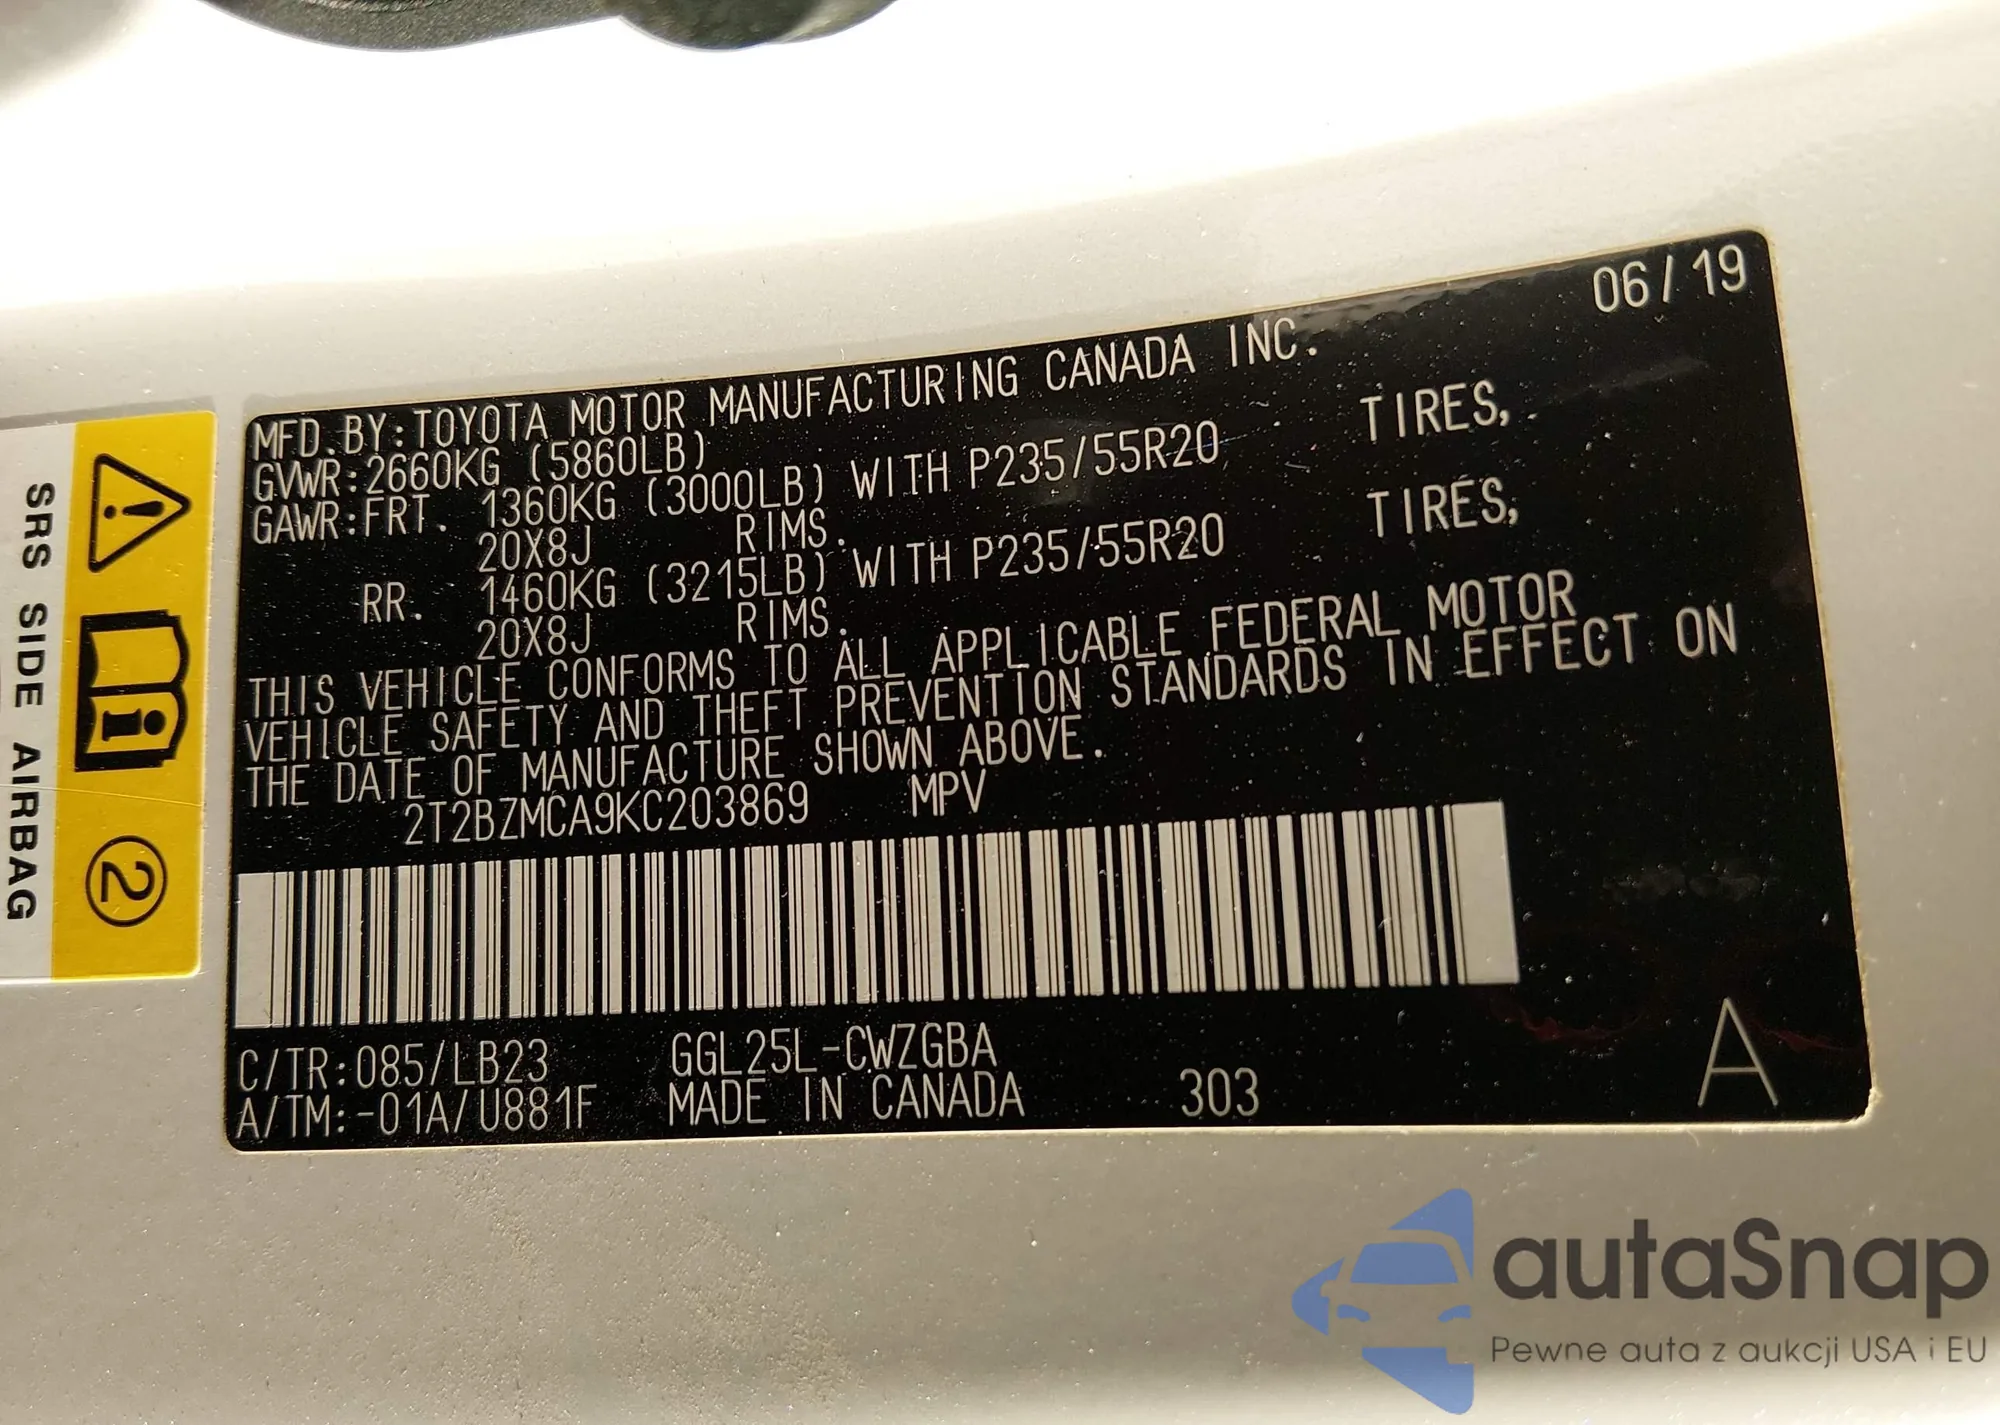 06/19
MFD.BY:TOYOTA MOTOR MANUFACTURING CANADA INC.
GVWR:2660KG (5860LB)
GAWR:FRT. 1360KG (3000LB) WITH P235/55R20 TIRES,
20X8J RIMS.
RR. 1460KG (3215LB) WITH P235/55R20 TIRES,
20X8J RIMS.
THIS VEHICLE CONFORMS TO ALL APPLICABLE FEDERAL MOTOR
VEHICLE SAFETY AND THEFT PREVENTION STANDARDS IN EFFECT ON
THE DATE OF MANUFACTURE SHOWN ABOVE.
2T2BZMCA9KC203869 MPV
C/TR:085/LB23 GGL25L-CWZGBA
A/TM:-01A/U881F MADE IN CANADA 303 A
SRS SIDE AIRBAG
2
autaSnap
Pewne auta z aukcji USA i EU